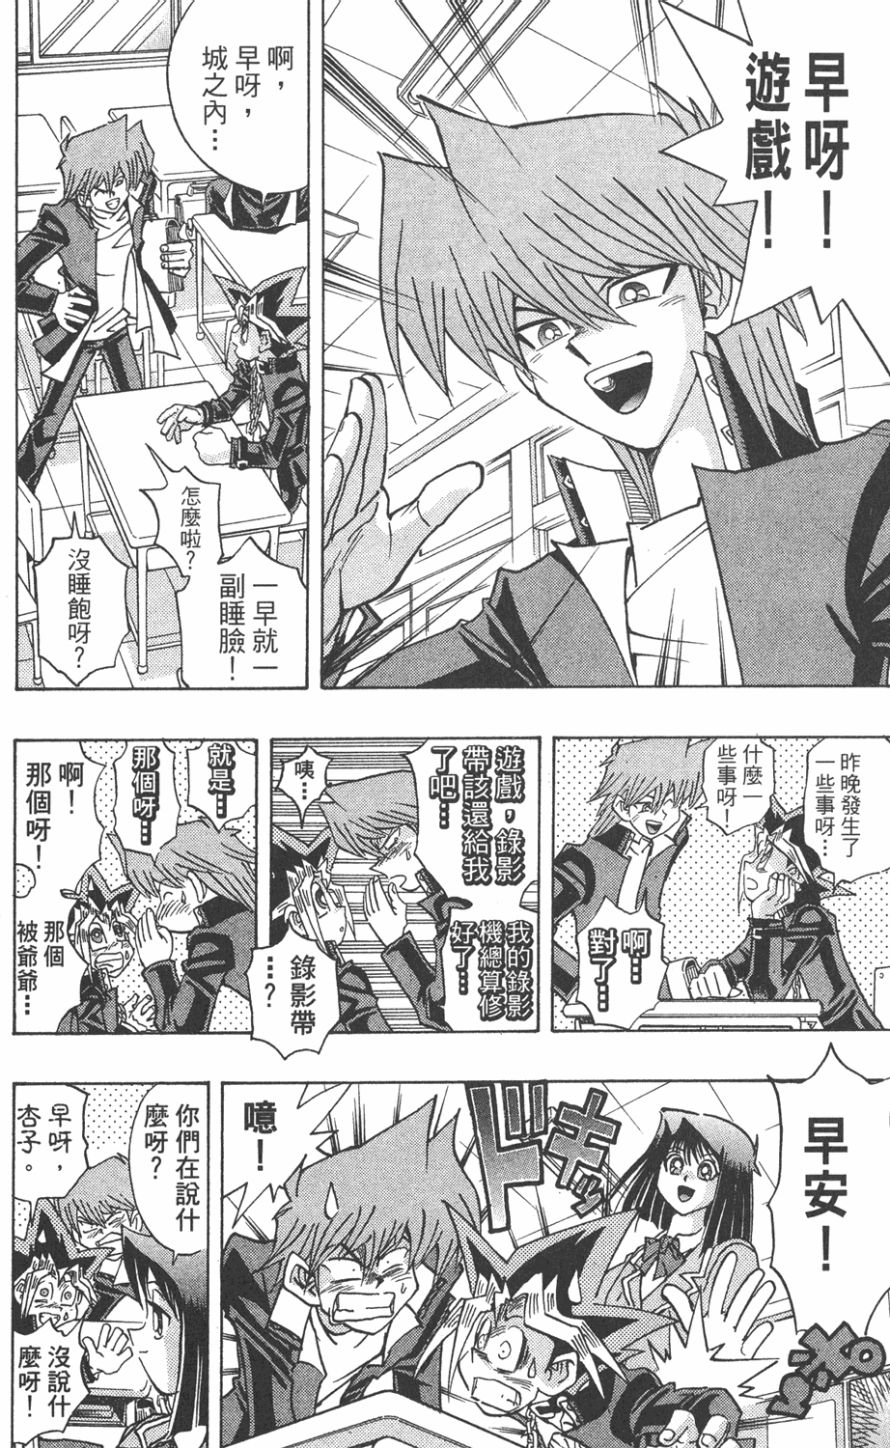 早呀！
遊戲！
啊，
早呀，
城之內…
怎麼啦？
一早就一
副睡臉！
沒睡飽呀？
昨晚發生了
一些事呀…
什麼一
些事呀！
啊…
對了…
遊戲，錄影
帶該還給我
了吧…
我的錄影
機總算修
好了…
咦…
錄影帶
…？
就是…
那個呀…
啊！
那個呀！
那個
被爺爺…
早安！
ドキッ
噫！
你們在說什
麼呀？
早呀，
杏子。
沒說什
麼呀！